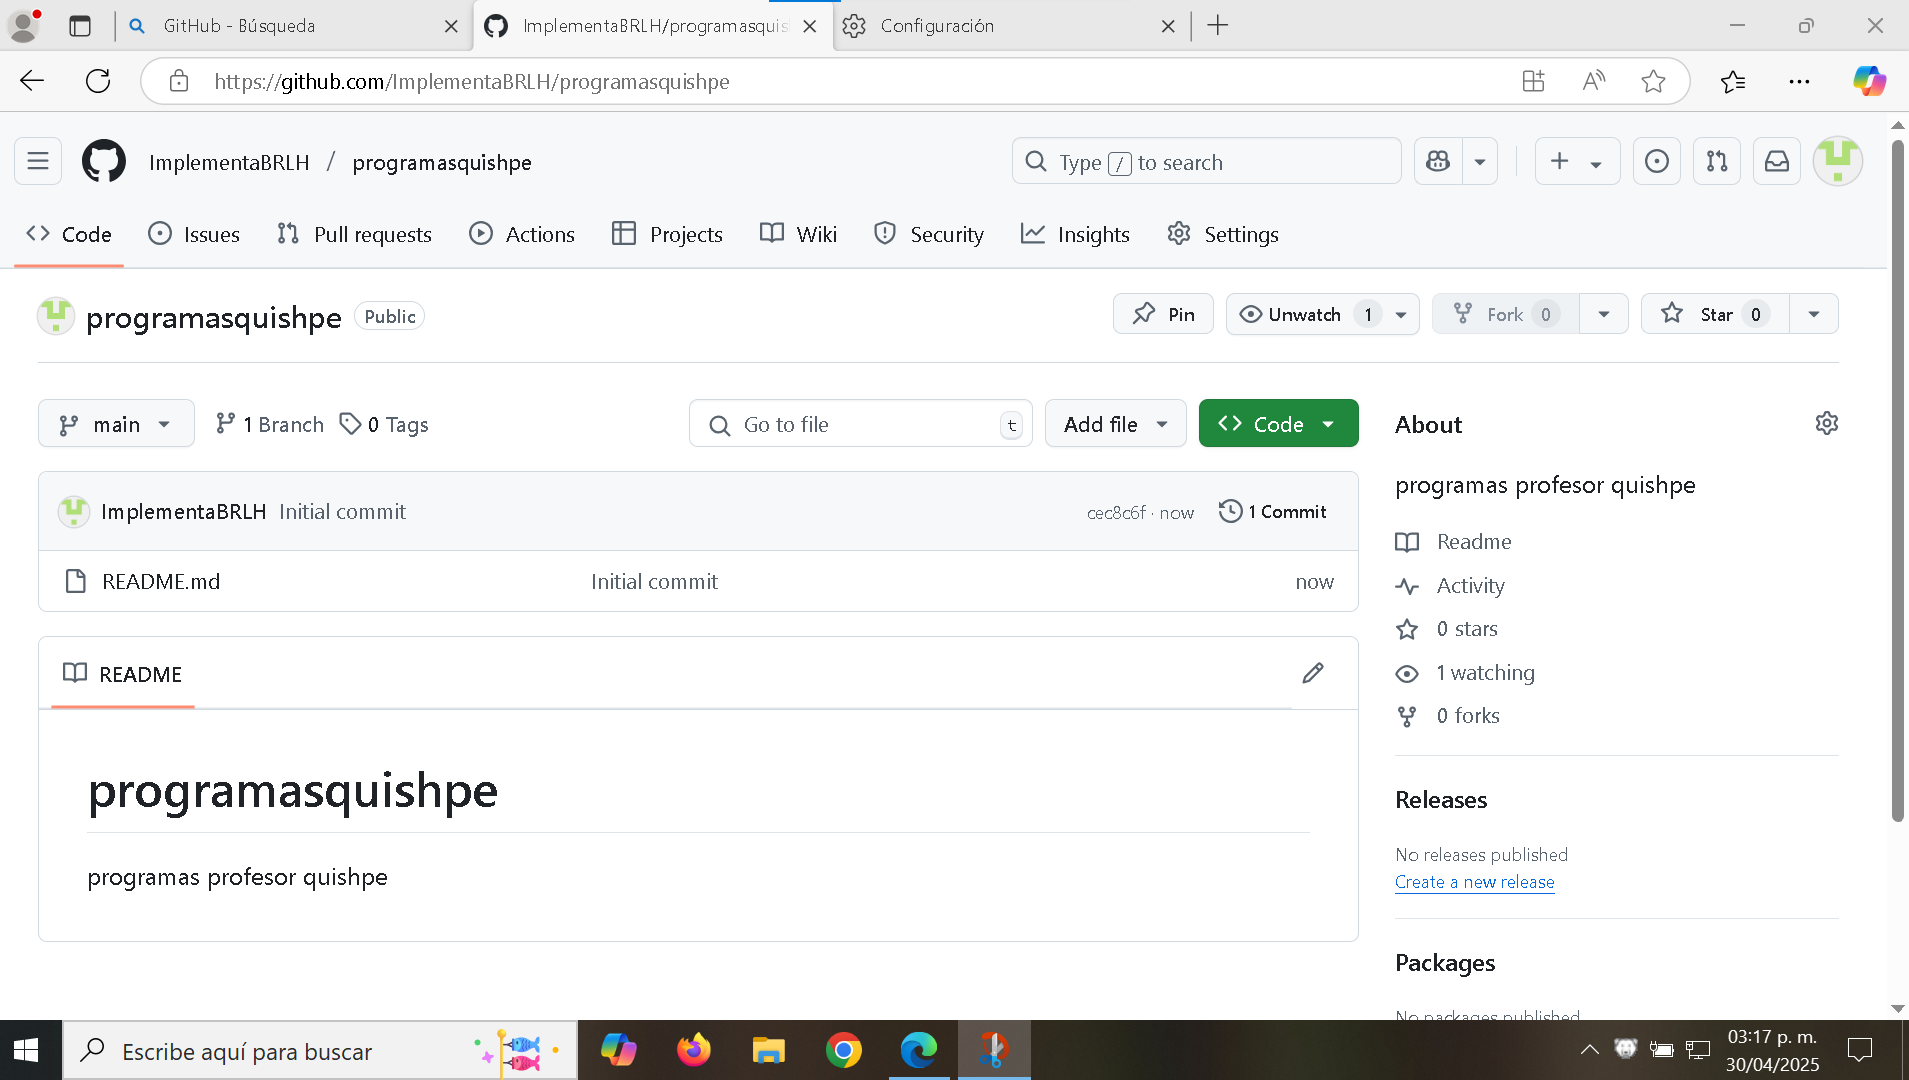 GitHub - Búsqueda
ImplementaBRLH/programasquis
Configuración
https://github.com/ImplementaBRLH/programasquishpe
ImplementaBRLH / programasquishpe
Type / to search
Code
Issues
Pull requests
Actions
Projects
Wiki
Security
Insights
Settings
programasquishpe Public
Pin
Unwatch 1
Fork 0
Star 0
main
1 Branch
0 Tags
Go to file t
Add file
Code
ImplementaBRLH Initial commit cec8c6f · now 1 Commit
README.md Initial commit now
README
programasquishpe
programas profesor quishpe
About
programas profesor quishpe
Readme
Activity
0 stars
1 watching
0 forks
Releases
No releases published
Create a new release
Packages
No packages published
Escribe aquí para buscar
03:17 p. m.
30/04/2025